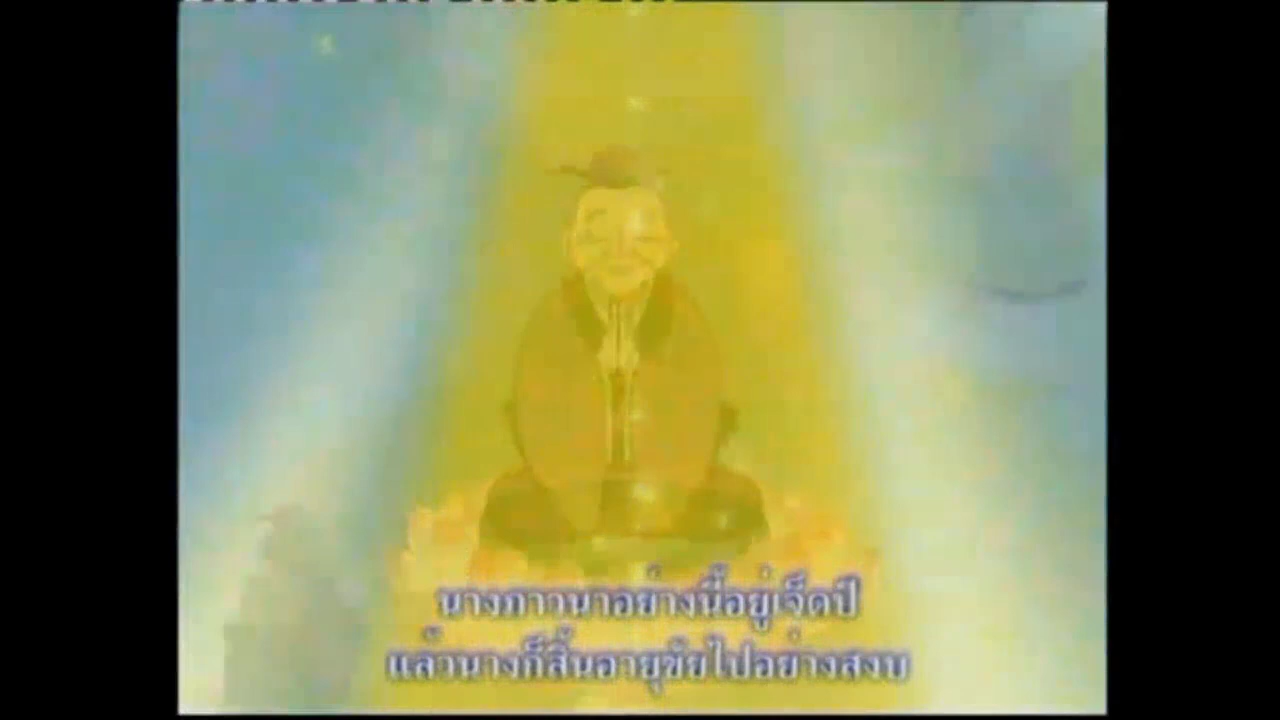 นางภาวนาอย่างนี้อยู่เจ็ดปี
แล้วนางก็สิ้นอายุขัยไปอย่างสงบ